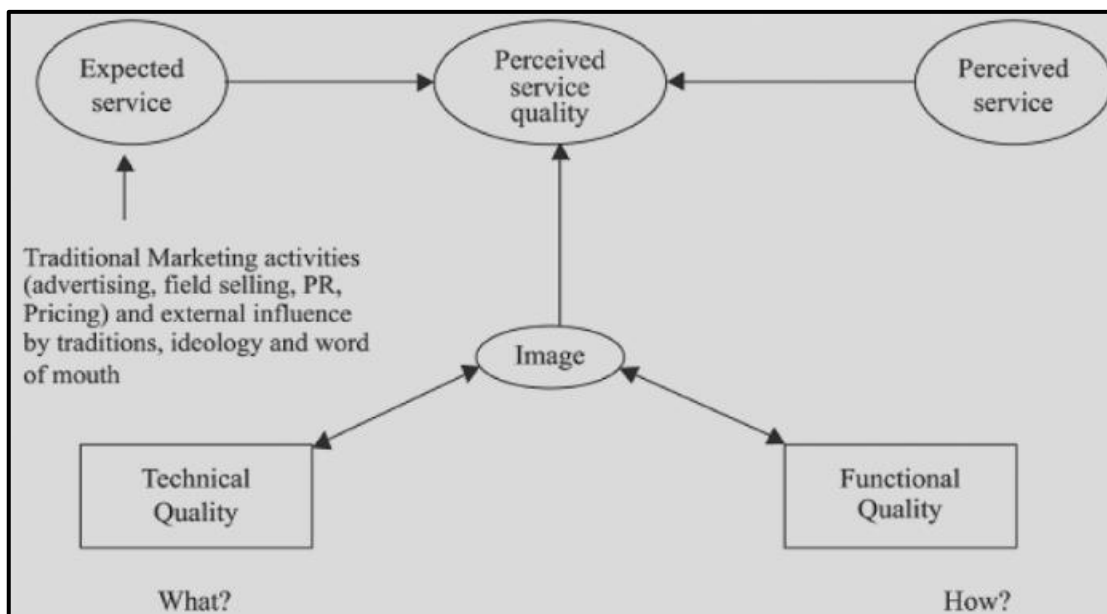 Expected
service
Perceived
service
quality
Perceived
service
Traditional Marketing activities
(advertising, field selling, PR,
Pricing) and external influence
by traditions, ideology and word
of mouth
Image
Technical
Quality
Functional
Quality
What?
How?